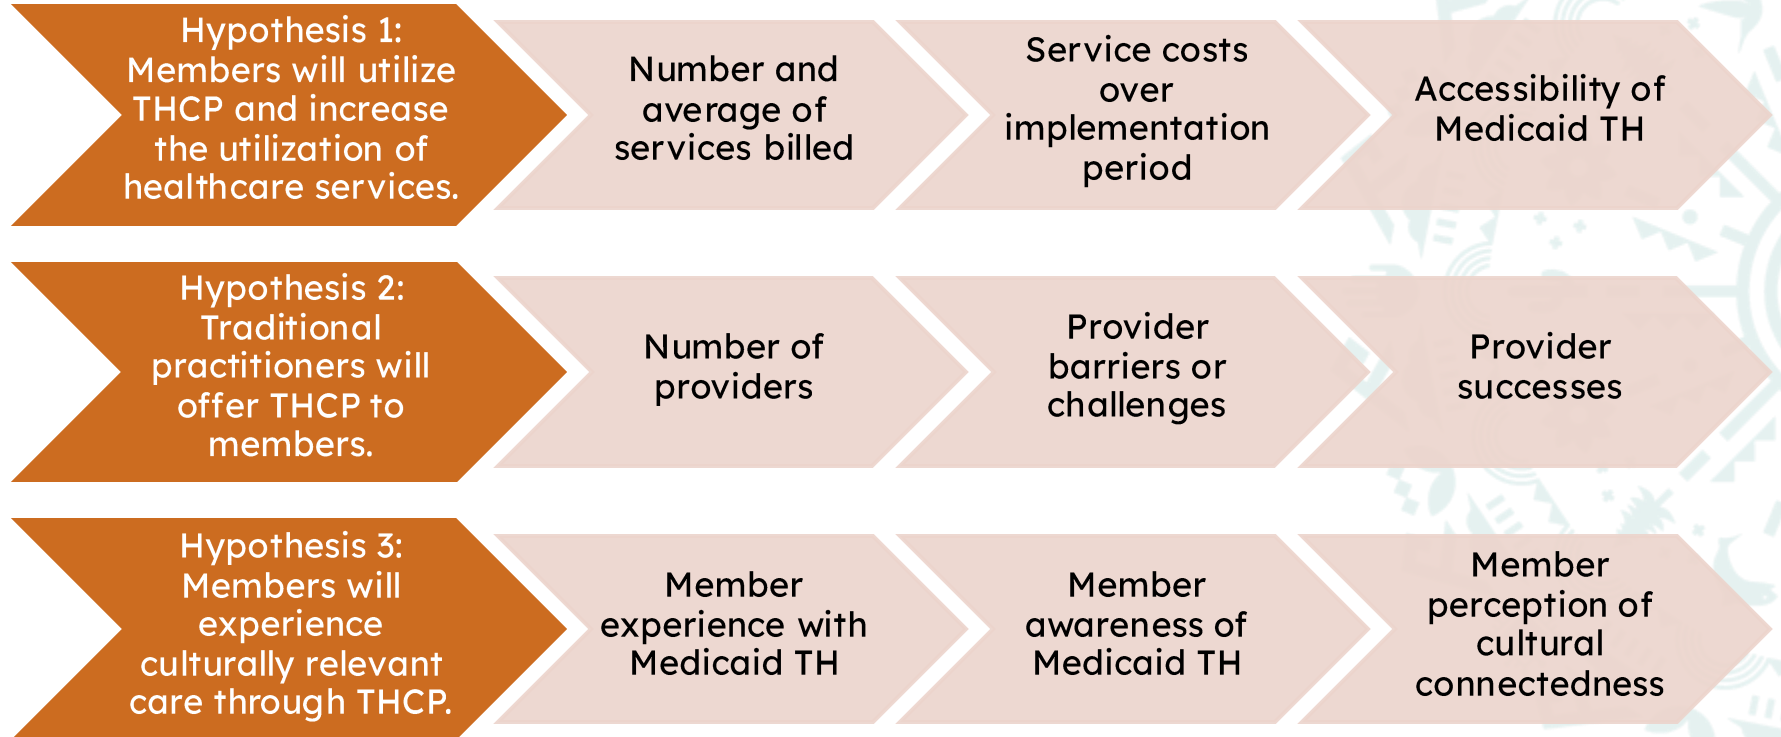 Hypothesis 1:
Members will utilize
THCP and increase
the utilization of
healthcare services.
Number and
average of
services billed
Service costs
over
implementation
period
Accessibility of
Medicaid TH
Hypothesis 2:
Traditional
practitioners will
offer THCP to
members.
Number of
providers
Provider
barriers or
challenges
Provider
successes
Hypothesis 3:
Members will
experience
culturally relevant
care through THCP.
Member
experience with
Medicaid TH
Member
awareness of
Medicaid TH
Member
perception of
cultural
connectedness